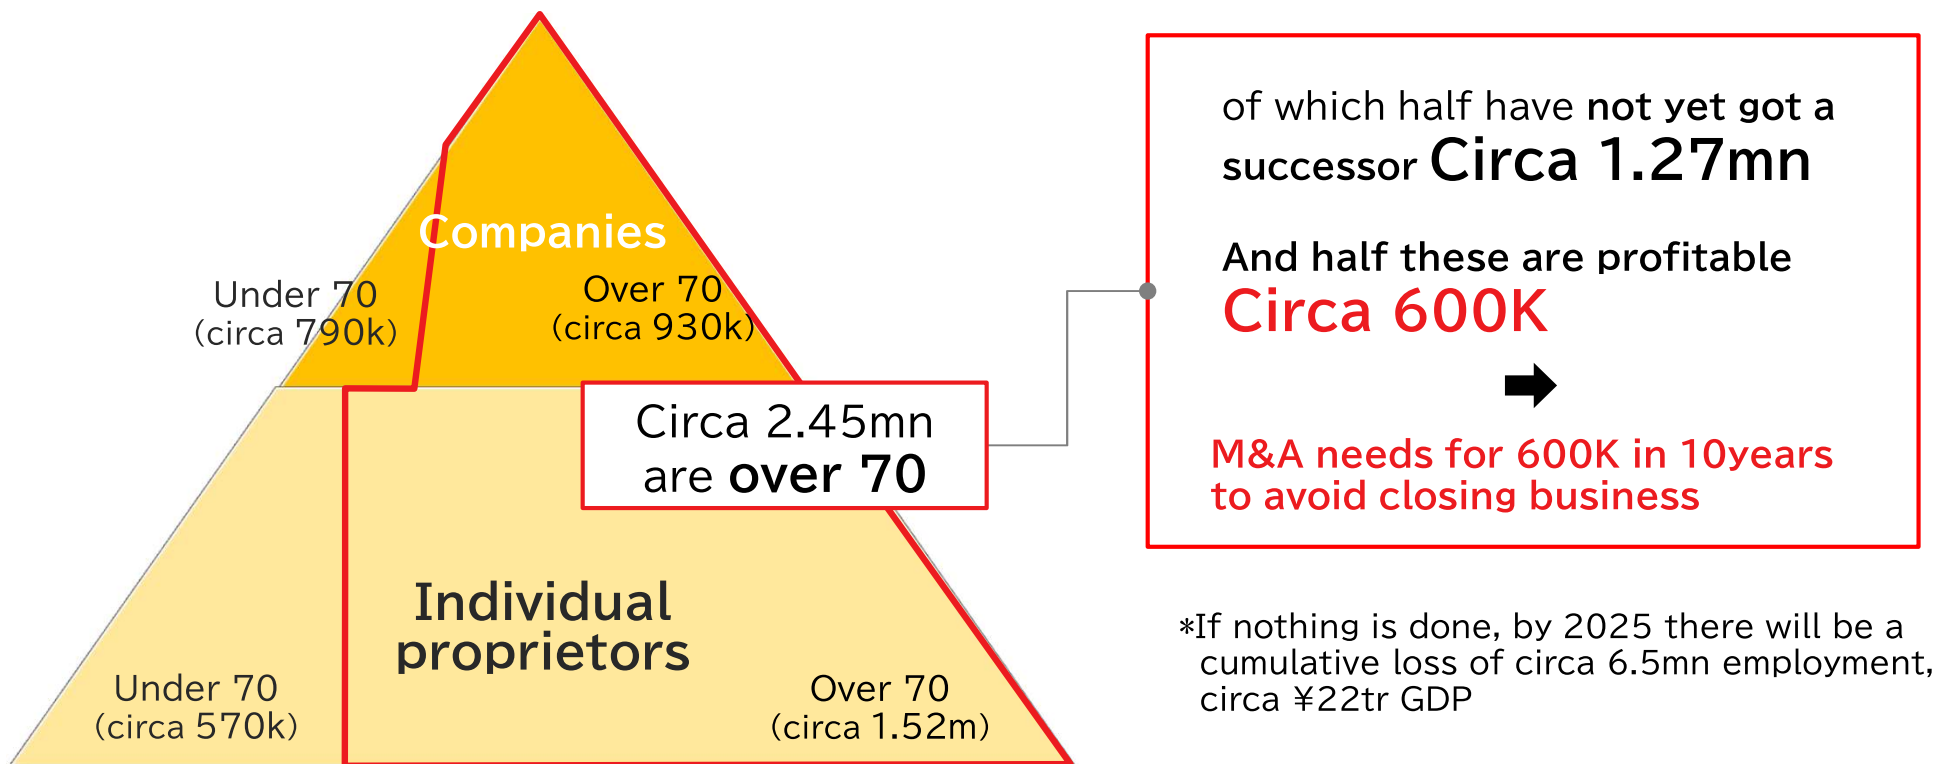 Companies
Under 70
(circa 790k)
Over 70
(circa 930k)
Circa 2.45mn
are over 70
Individual
proprietors
Under 70
(circa 570k)
Over 70
(circa 1.52m)
of which half have not yet got a
successor Circa 1.27mn
And half these are profitable
Circa 600K
M&A needs for 600K in 10years
to avoid closing business
*If nothing is done, by 2025 there will be a
cumulative loss of circa 6.5mn employment,
circa ¥22tr GDP